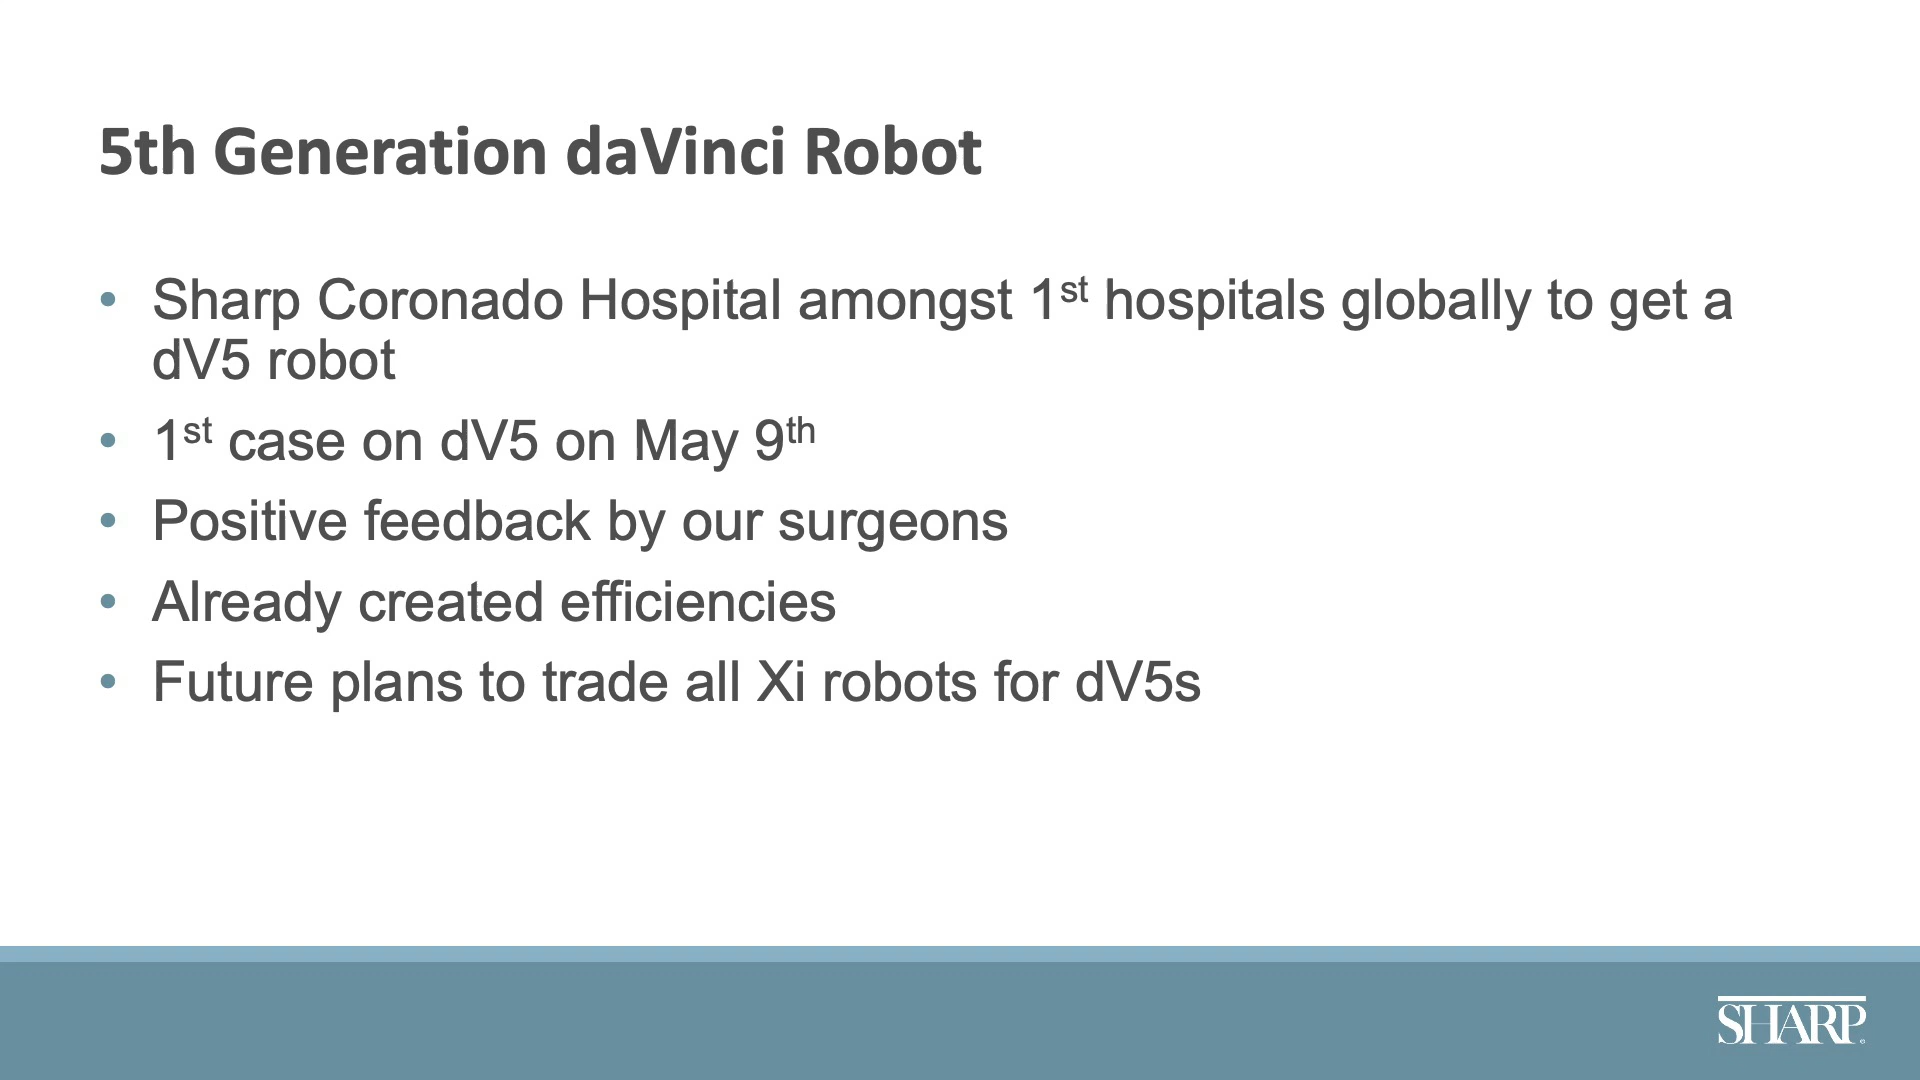 5th Generation daVinci Robot
• Sharp Coronado Hospital amongst 1st hospitals globally to get a
dV5 robot
• 1st case on dV5 on May 9th
• Positive feedback by our surgeons
• Already created efficiencies
• Future plans to trade all Xi robots for dV5s
SHARP